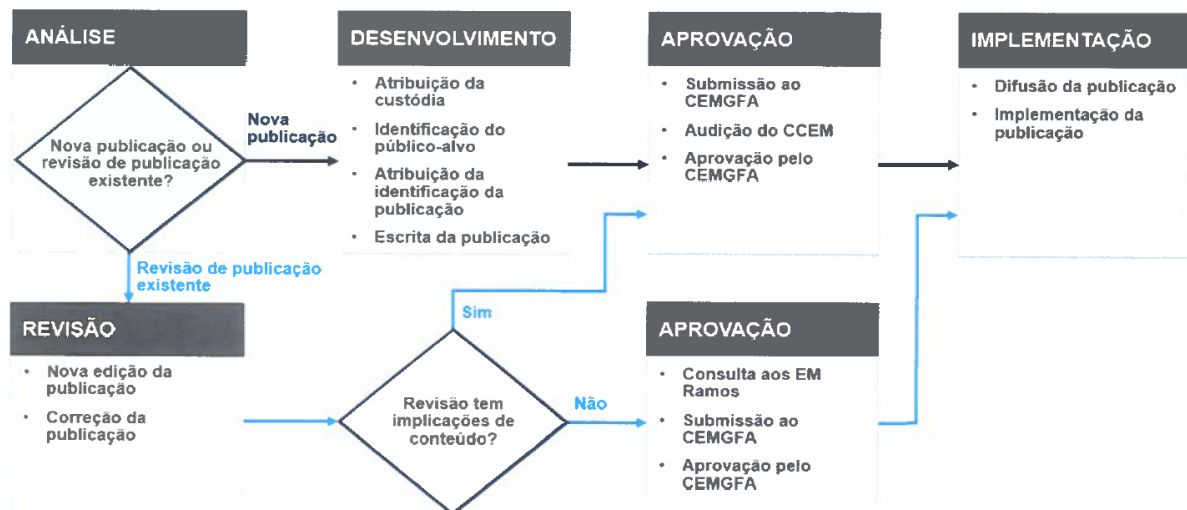 ANÁLISE
Nova publicação ou
revisão de publicação
existente?
Nova
publicação
DESENVOLVIMENTO
• Atribuição da
custódia
• Identificação do
público-alvo
• Atribuição da
identificação da
publicação
• Escrita da publicação
APROVAÇÃO
• Submissão ao
CEMGFA
• Audição do CCEM
• Aprovação pelo
CEMGFA
IMPLEMENTAÇÃO
• Difusão da publicação
• Implementação da
publicação
Revisão de publicação
existente
REVISÃO
• Nova edição da
publicação
• Correção da
publicação
Sim
Revisão tem
implicações de
conteúdo?
Não
APROVAÇÃO
• Consulta aos EM
Ramos
• Submissão ao
CEMGFA
• Aprovação pelo
CEMGFA